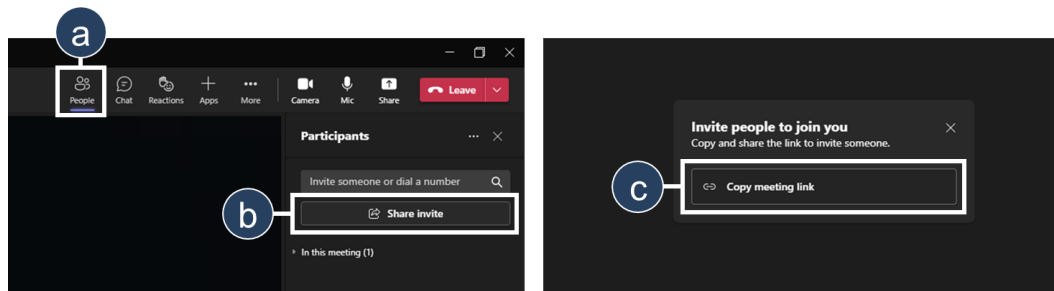 a
People
Chat
Reactions
Apps
More
Camera
Mic
Share
Leave
Participants
Invite someone or dial a number
b
Share invite
In this meeting (1)
Invite people to join you
Copy and share the link to invite someone.
c
Copy meeting link